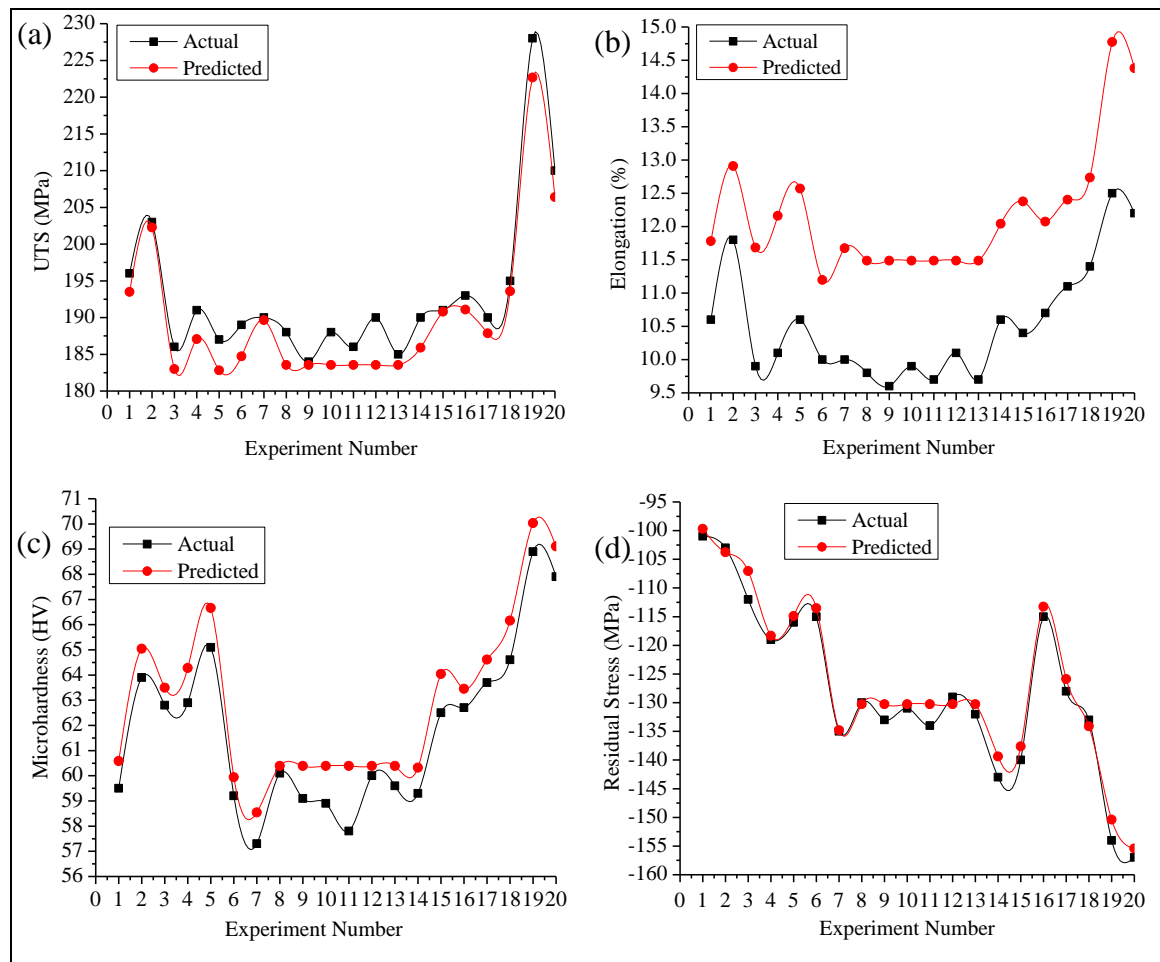 (a)
Actual
Predicted
UTS (MPa)
230
225
220
215
210
205
200
195
190
185
180
0 1 2 3 4 5 6 7 8 9 10 11 12 13 14 15 16 17 18 19 20
Experiment Number
(b)
Actual
Predicted
Elongation (%)
15.0
14.5
14.0
13.5
13.0
12.5
12.0
11.5
11.0
10.5
10.0
9.5
0 1 2 3 4 5 6 7 8 9 10 11 12 13 14 15 16 17 18 19 20
Experiment Number
(c)
Actual
Predicted
Microhardness (HV)
71
70
69
68
67
66
65
64
63
62
61
60
59
58
57
56
0 1 2 3 4 5 6 7 8 9 10 11 12 13 14 15 16 17 18 19 20
Experiment Number
(d)
Actual
Predicted
Residual Stress (MPa)
-95
-100
-105
-110
-115
-120
-125
-130
-135
-140
-145
-150
-155
-160
0 1 2 3 4 5 6 7 8 9 10 11 12 13 14 15 16 17 18 19 20
Experiment Number